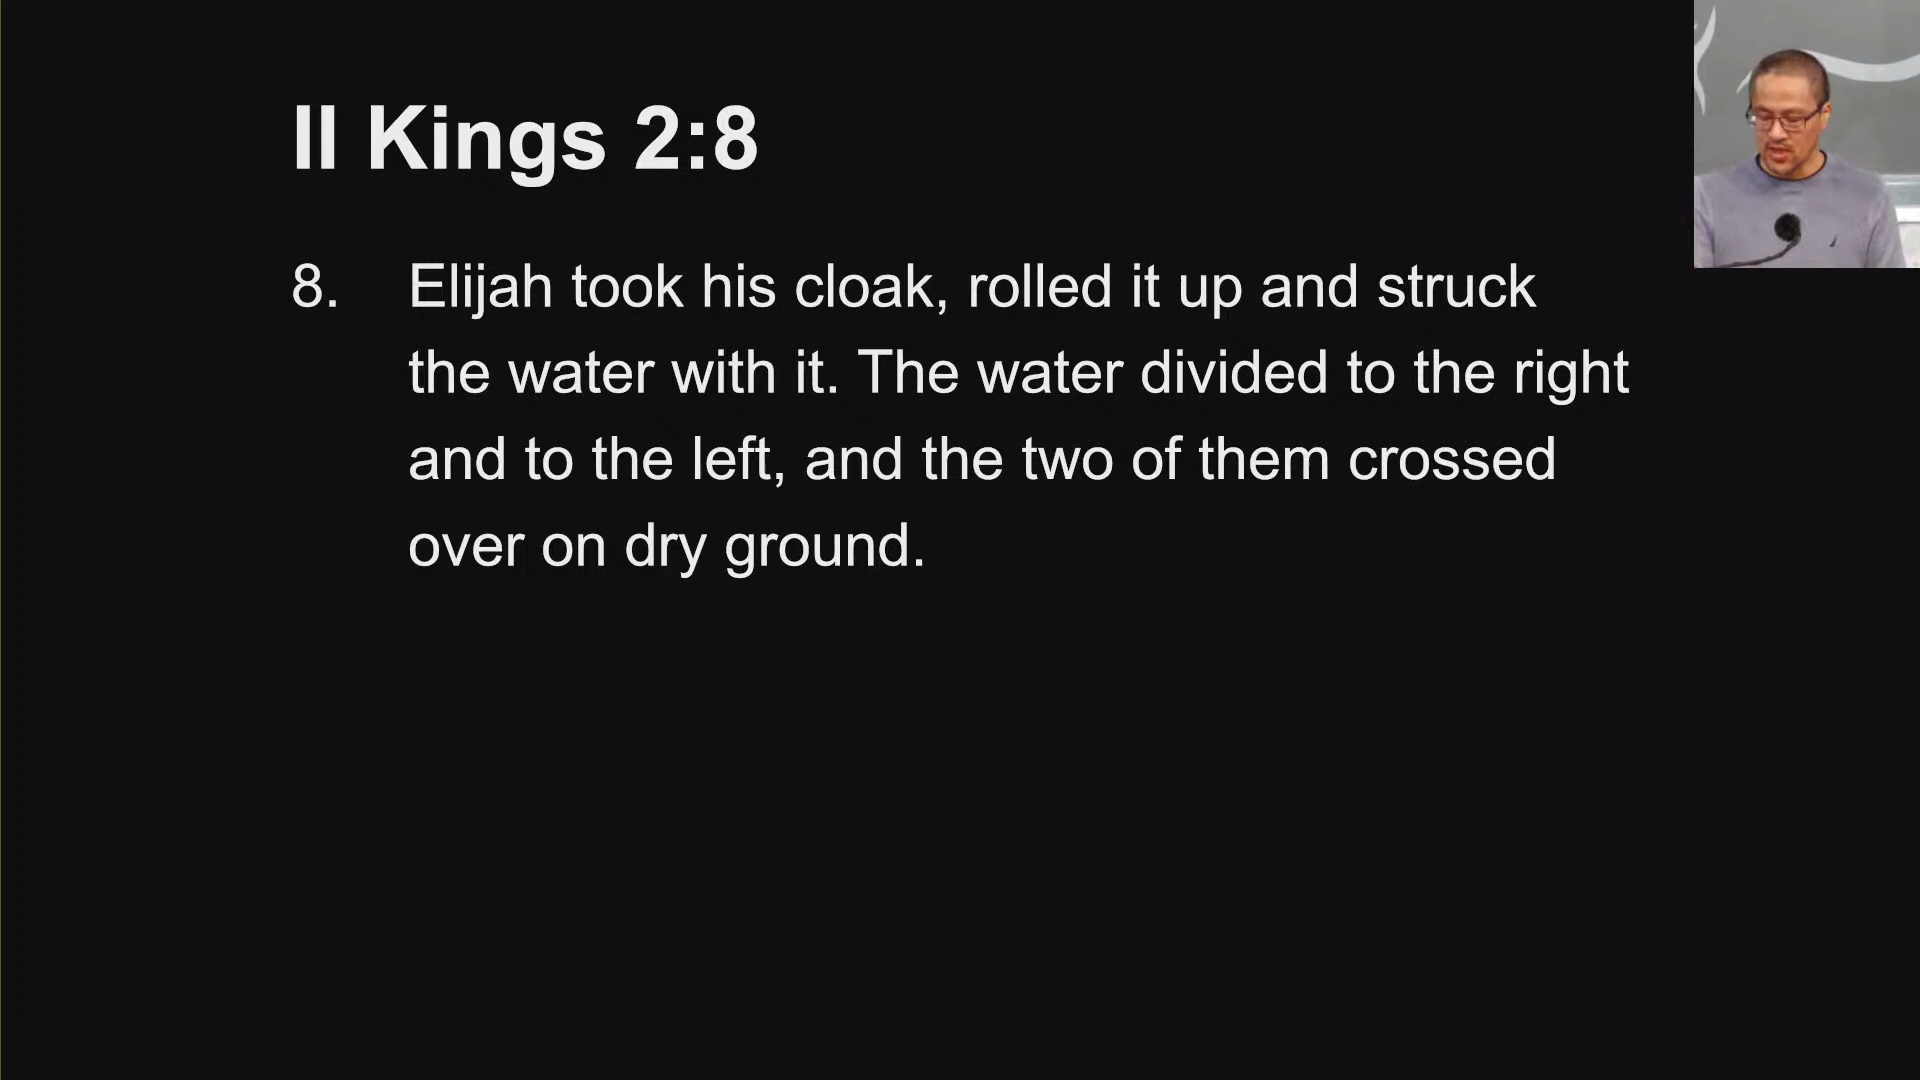 II Kings 2:8
8. Elijah took his cloak, rolled it up and struck
the water with it. The water divided to the right
and to the left, and the two of them crossed
over on dry ground.